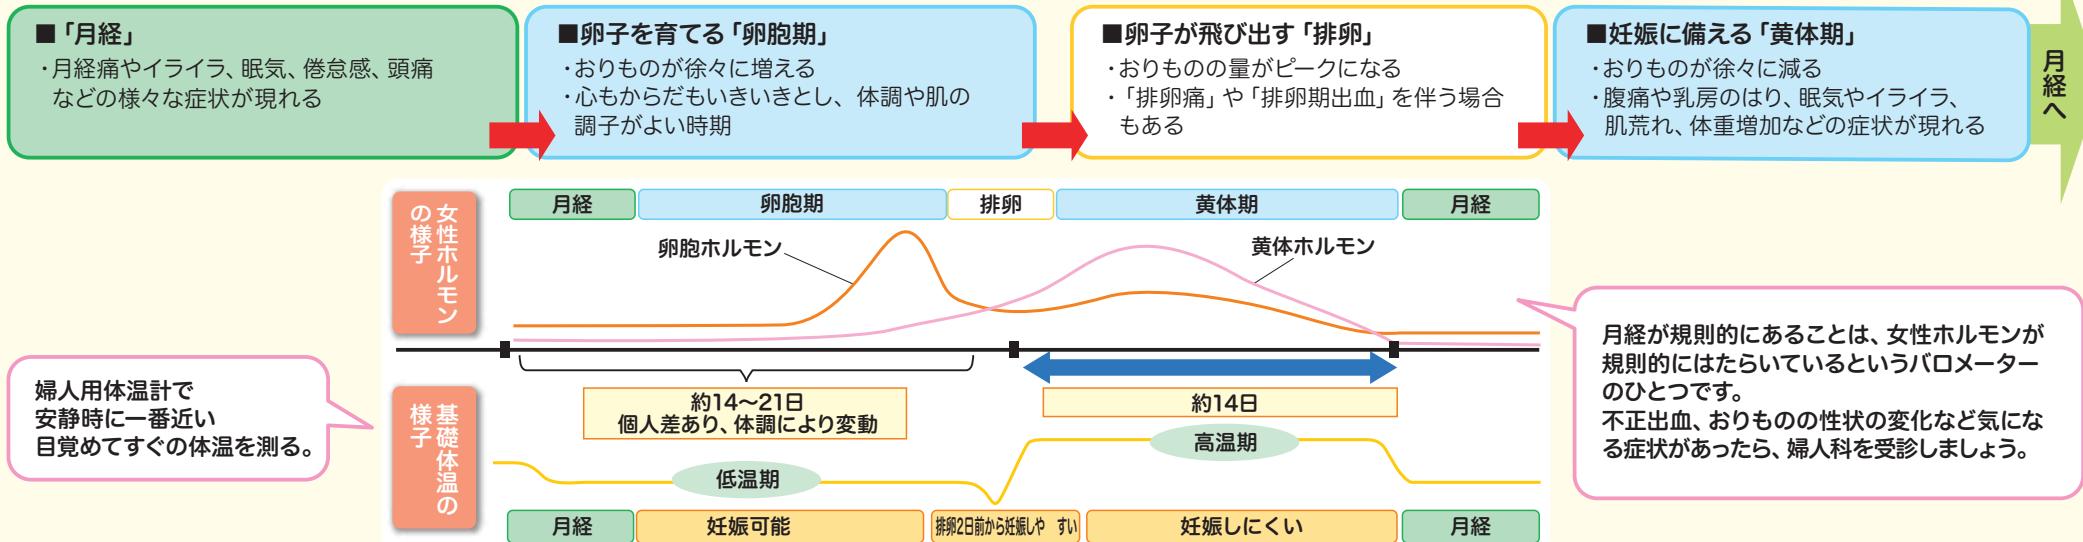 ■「月経」
・月経痛やイライラ、眠気、倦怠感、頭痛
などの様々な症状が現れる
■卵子を育てる「卵胞期」
・おりものが徐々に増える
・心もからだもいきいきとし、体調や肌の
調子がよい時期
■卵子が飛び出す「排卵」
・おりものの量がピークになる
・「排卵痛」や「排卵期出血」を伴う場合
もある
■妊娠に備える「黄体期」
・おりものが徐々に減る
・腹痛や乳房のはり、眠気やイライラ、
肌荒れ、体重増加などの症状が現れる
月経へ
女性ホルモン
の様子
月経
卵胞期
排卵
黄体期
月経
卵胞ホルモン
黄体ホルモン
約14〜21日
個人差あり、体調により変動
約14日
婦人用体温計で
安静時に一番近い
目覚めてすぐの体温を測る。
基礎体温の
様子
低温期
高温期
月経
妊娠可能
排卵2日前から妊娠しや すい
妊娠しにくい
月経
月経が規則的にあることは、女性ホルモンが
規則的にはたらいているというバロメーター
のひとつです。
不正出血、おりものの性状の変化など気にな
る症状があったら、婦人科を受診しましょう。